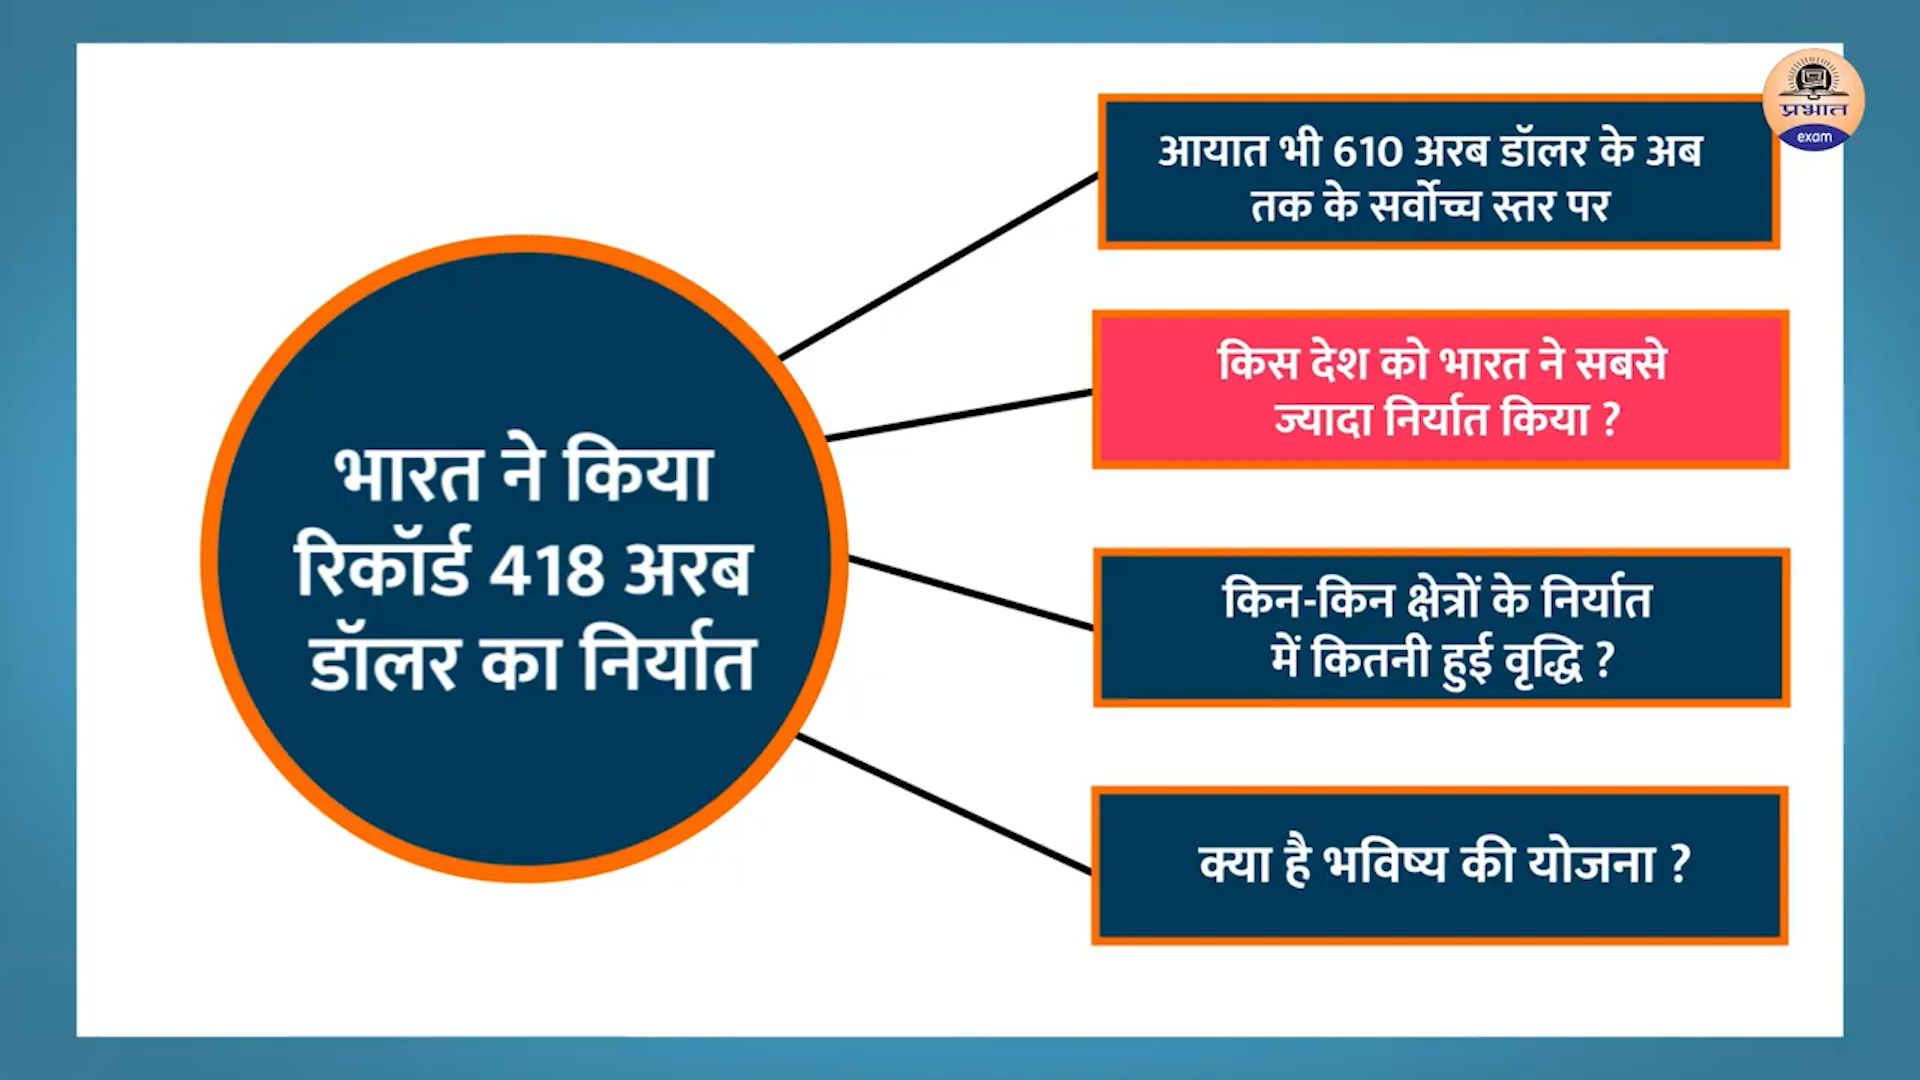 भारत ने किया
रिकॉर्ड 418 अरब
डॉलर का निर्यात
आयात भी 610 अरब डॉलर के अब
तक के सर्वोच्च स्तर पर
किस देश को भारत ने सबसे
ज्यादा निर्यात किया ?
किन-किन क्षेत्रों के निर्यात
में कितनी हुई वृद्धि ?
क्या है भविष्य की योजना ?
प्रभात
exam